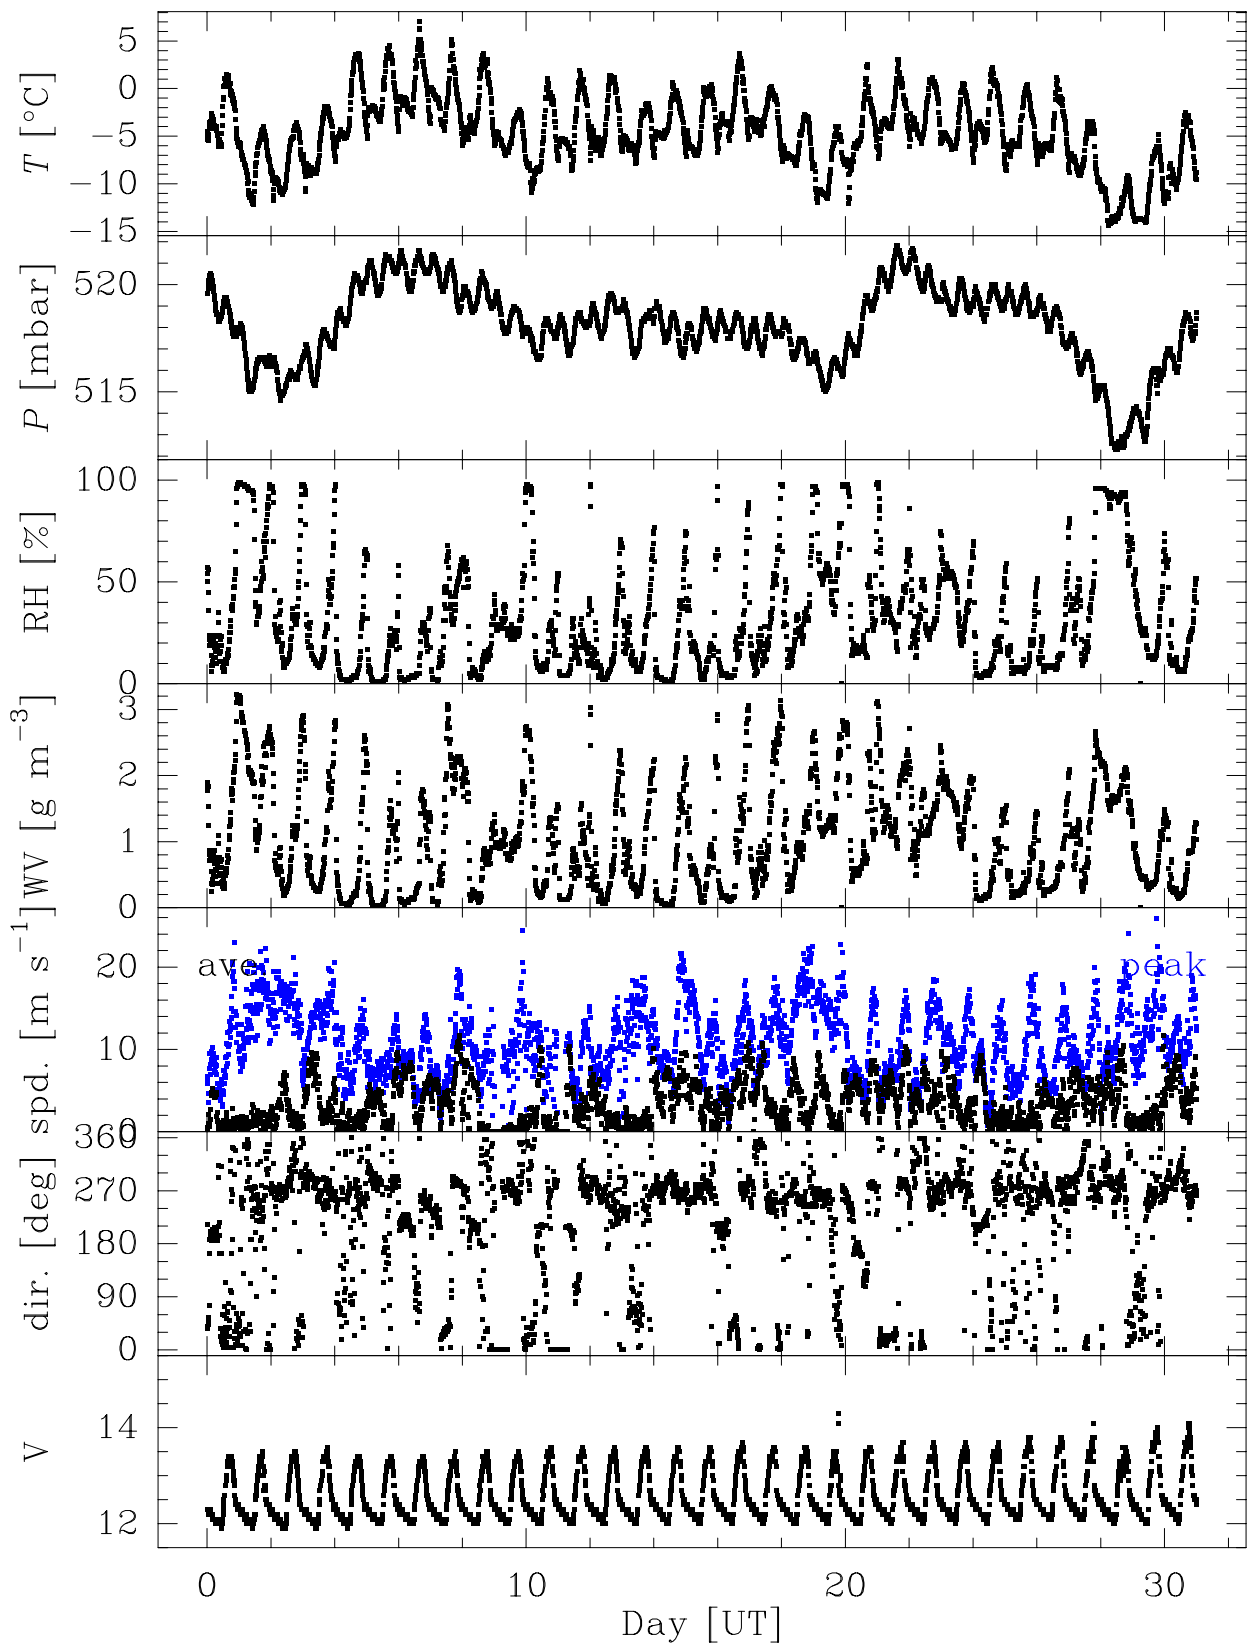 T [°C]
5
0
−5
−10
−15
P [mbar]
520
515
RH [%]
100
50
0
WV [g m−3]
3
2
1
0
spd. [m s−1]
20
10
0
ave
peak
dir. [deg]
360
270
180
90
0
V
14
12
0 10 20 30
Day [UT]